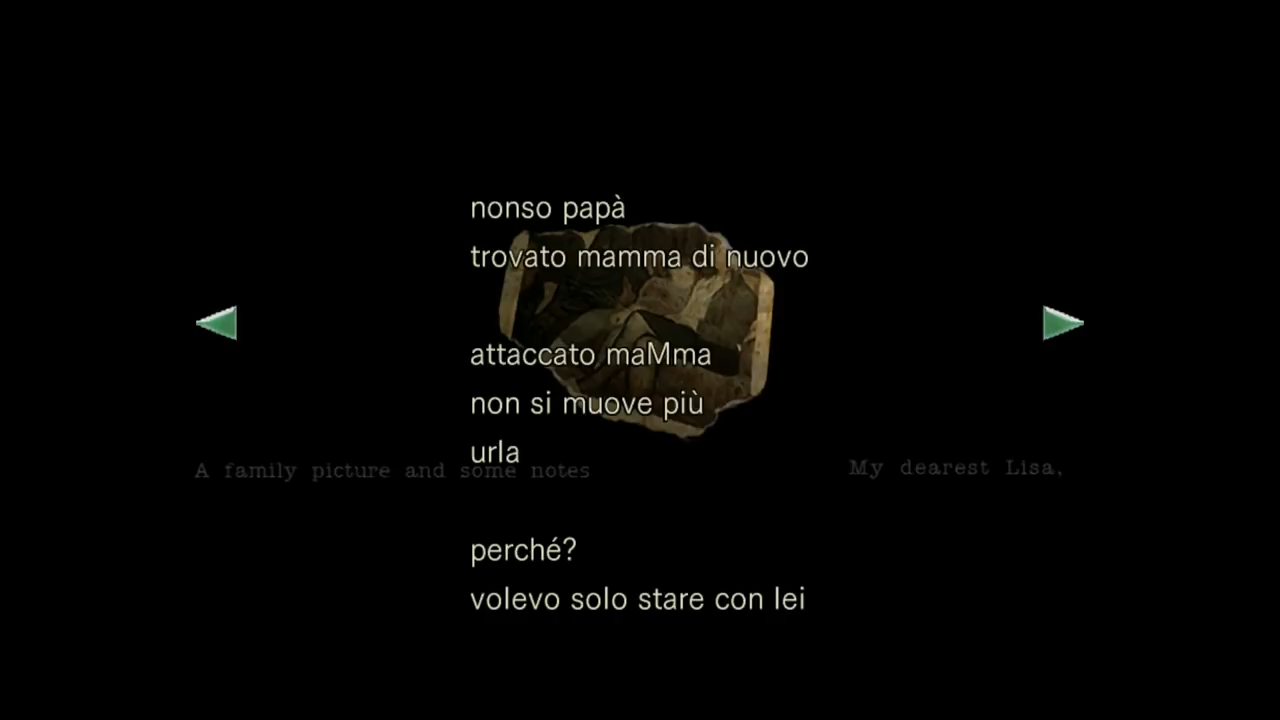 nonso papà
trovato mamma di nuovo
attaccato maMma
non si muove più
urla
A family picture and some notes
My dearest Lisa,
perché?
volevo solo stare con lei